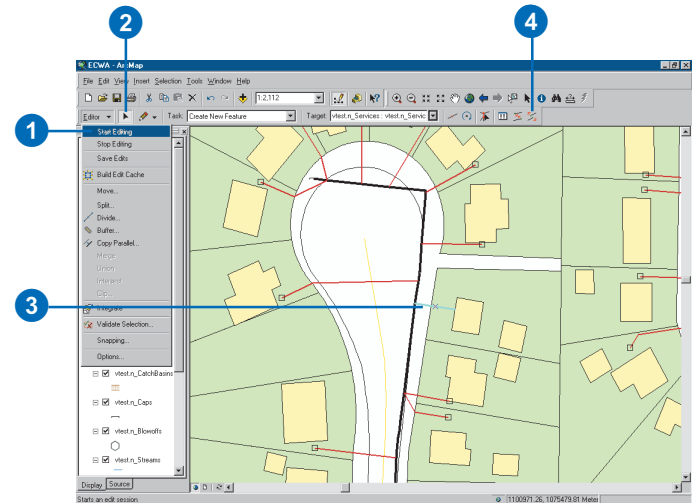 2
4
ECWA - ArcMap
File Edit View Insert Selection Tools Window Help
1:2,112
Editor Task: Create New Feature Target: vtest.n_Services : vtest.n_Servic
1
Start Editing
Stop Editing
Save Edits
Build Edit Cache
Move...
Split...
Divide...
Buffer...
Copy Parallel...
Merge
Union
Intersect
Clip...
3
Integrate
Validate Selection...
Snapping...
Options...
vtest.n_CatchBasins
vtest.n_Caps
vtest.n_Blowoffs
vtest.n_Streams
Display Source
Starts an edit session
1100971.26, 1075479.81 Meter